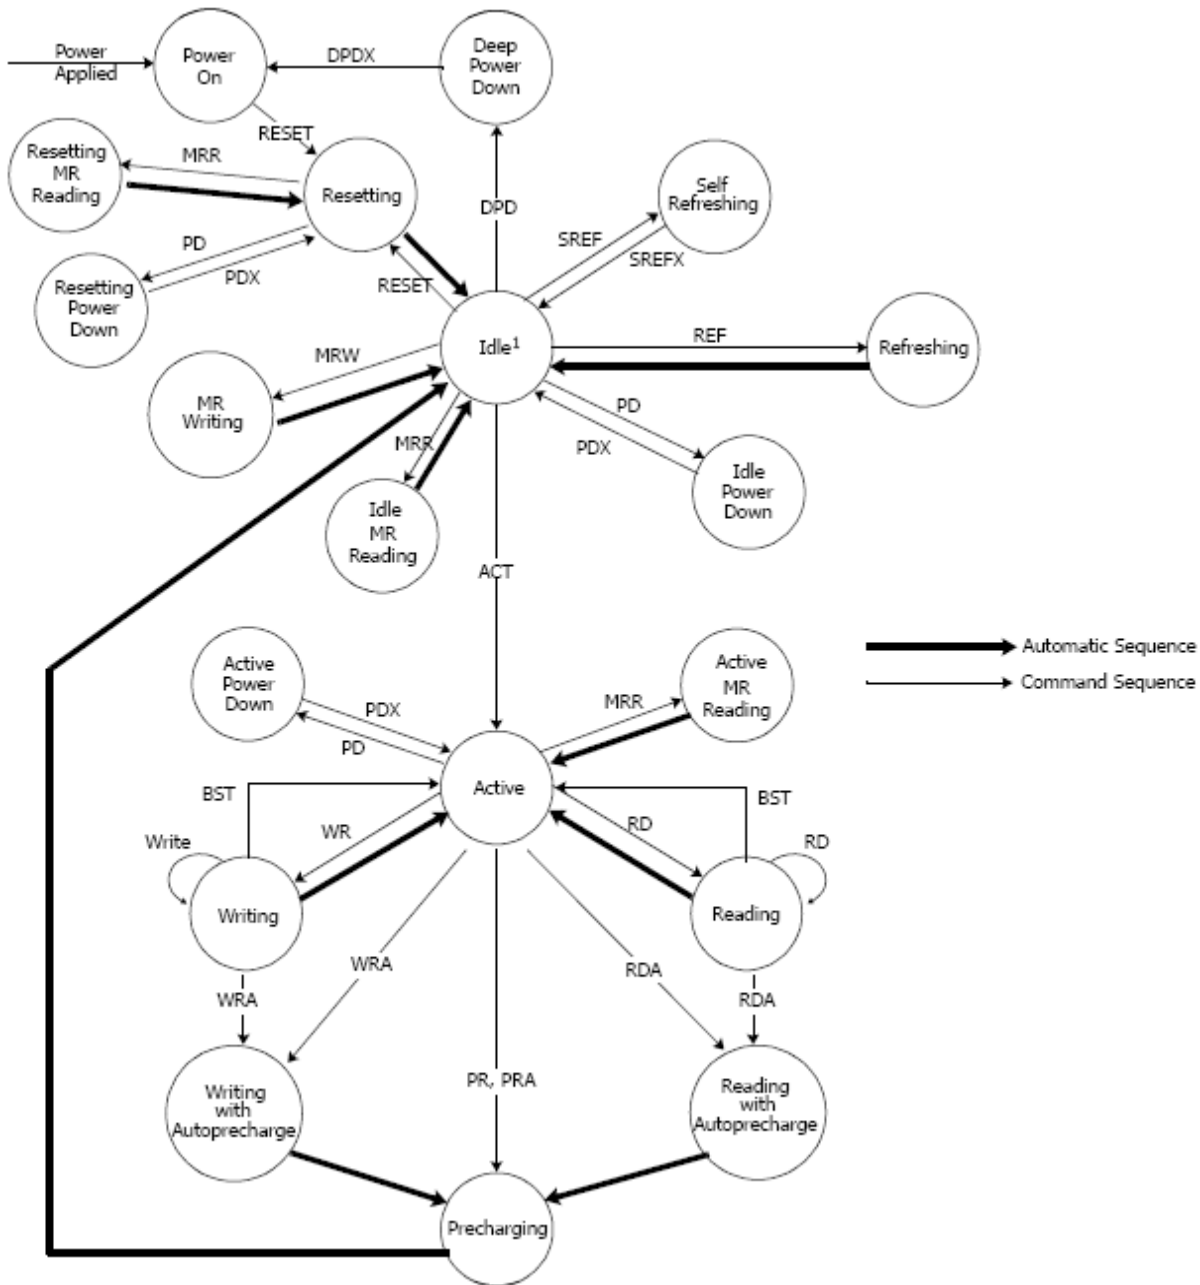 Power
Applied
Power
On
DPDX
Deep
Power
Down
RESET
Resetting
MR
Reading
MRR
Resetting
Self
Refreshing
DPD
SREF
SREFX
PD
PDX
RESET
Resetting
Power
Down
Idle1
REF
Refreshing
MRW
MR
Writing
PD
PDX
MRR
Idle
Power
Down
Idle
MR
Reading
ACT
Automatic Sequence
Command Sequence
Active
Power
Down
PDX
PD
MRR
Active
MR
Reading
BST
Active
BST
WR
RD
Write
RD
Writing
Reading
WRA
RDA
WRA
RDA
PR, PRA
Writing
with
Autoprecharge
Reading
with
Autoprecharge
Precharging